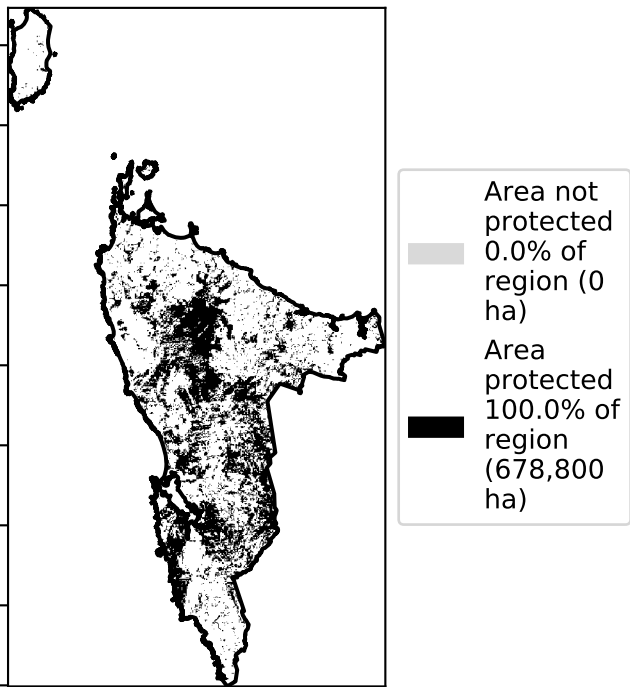 Area not
protected
0.0% of
region (0
ha)
Area
protected
100.0% of
region
(678,800
ha)